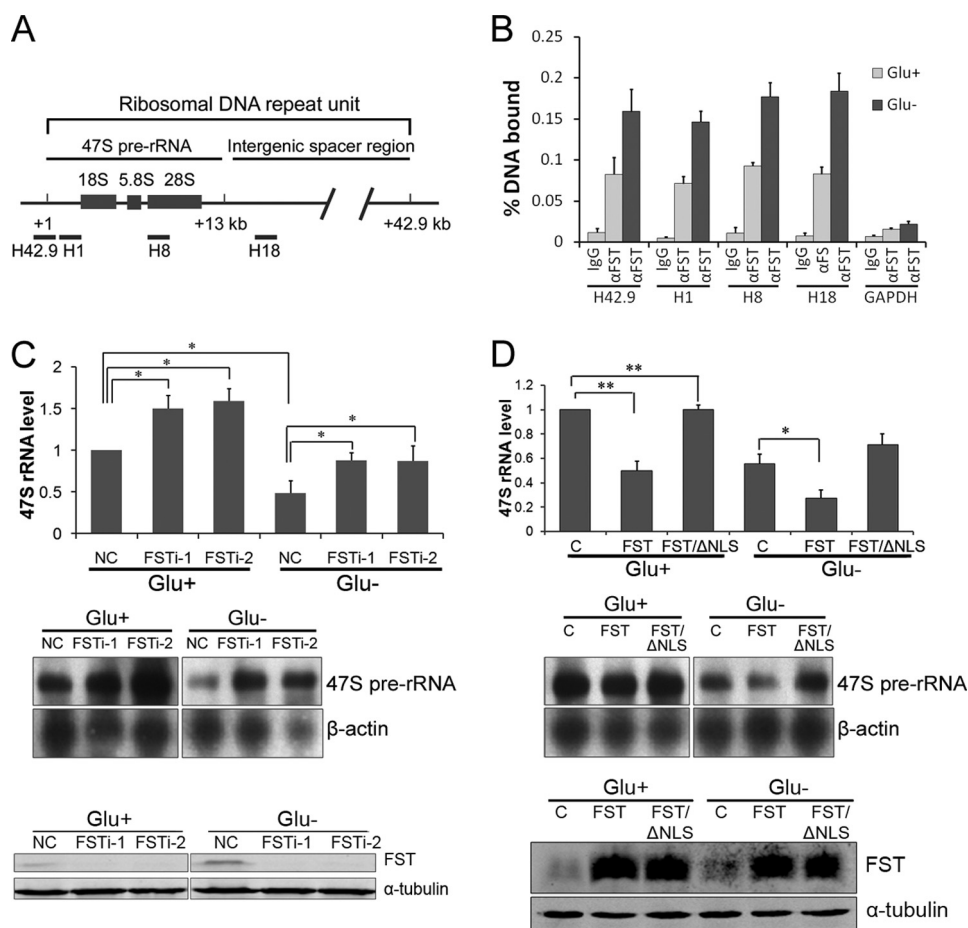 A
Ribosomal DNA repeat unit
47S pre-rRNA Intergenic spacer region
18S 5.8S 28S
+1 +13 kb +42.9 kb
H42.9 H1 H8 H18
B
% DNA bound
0.25
0.2
0.15
0.1
0.05
0
Glu+
Glu-
IgG αFST αFST IgG αFST αFST IgG αFST αFST IgG αFS αFST IgG αFST αFST
H42.9 H1 H8 H18 GAPDH
C
47S rRNA level
2
1.5
1
0.5
0
* * * * *
NC FSTi-1 FSTi-2 NC FSTi-1 FSTi-2
Glu+ Glu-
Glu+ Glu-
NC FSTi-1 FSTi-2 NC FSTi-1 FSTi-2
47S pre-rRNA
β-actin
Glu+ Glu-
NC FSTi-1 FSTi-2 NC FSTi-1 FSTi-2
FST
α-tubulin
D
47S rRNA level
1.2
1
0.8
0.6
0.4
0.2
0
** ** *
C FST FST/ΔNLS C FST FST/ΔNLS
Glu+ Glu-
Glu+ Glu-
C FST FST/ C FST FST/
ΔNLS ΔNLS
47S pre-rRNA
β-actin
Glu+ Glu-
C FST FST/ C FST FST/
ΔNLS ΔNLS
FST
α-tubulin